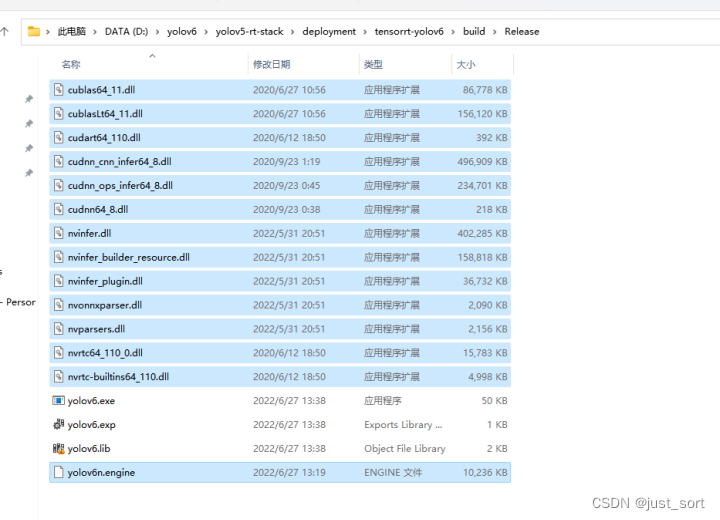 此电脑 › DATA (D:) › yolov6 › yolov5-rt-stack › deployment › tensorrt-yolov6 › build › Release
名称 修改日期 类型 大小
cublas64_11.dll 2020/6/27 10:56 应用程序扩展 86,778 KB
cublasLt64_11.dll 2020/6/27 10:56 应用程序扩展 156,120 KB
cudart64_110.dll 2020/6/12 18:50 应用程序扩展 392 KB
cudnn_cnn_infer64_8.dll 2020/9/23 1:19 应用程序扩展 496,909 KB
cudnn_ops_infer64_8.dll 2020/9/23 0:45 应用程序扩展 234,701 KB
cudnn64_8.dll 2020/9/23 0:38 应用程序扩展 218 KB
nvinfer.dll 2022/5/31 20:51 应用程序扩展 402,285 KB
nvinfer_builder_resource.dll 2022/5/31 20:51 应用程序扩展 158,818 KB
nvinfer_plugin.dll 2022/5/31 20:51 应用程序扩展 36,732 KB
nvonnxparser.dll 2022/5/31 20:51 应用程序扩展 2,090 KB
nvparsers.dll 2022/5/31 20:51 应用程序扩展 2,156 KB
nvrtc64_110_0.dll 2020/6/12 18:50 应用程序扩展 15,783 KB
nvrtc-builtins64_110.dll 2020/6/12 18:50 应用程序扩展 4,998 KB
yolov6.exe 2022/6/27 13:38 应用程序 50 KB
yolov6.exp 2022/6/27 13:38 Exports Library ... 1 KB
yolov6.lib 2022/6/27 13:38 Object File Library 2 KB
yolov6n.engine 2022/6/27 13:19 ENGINE 文件 10,236 KB
s
- Person
CSDN @just_sort